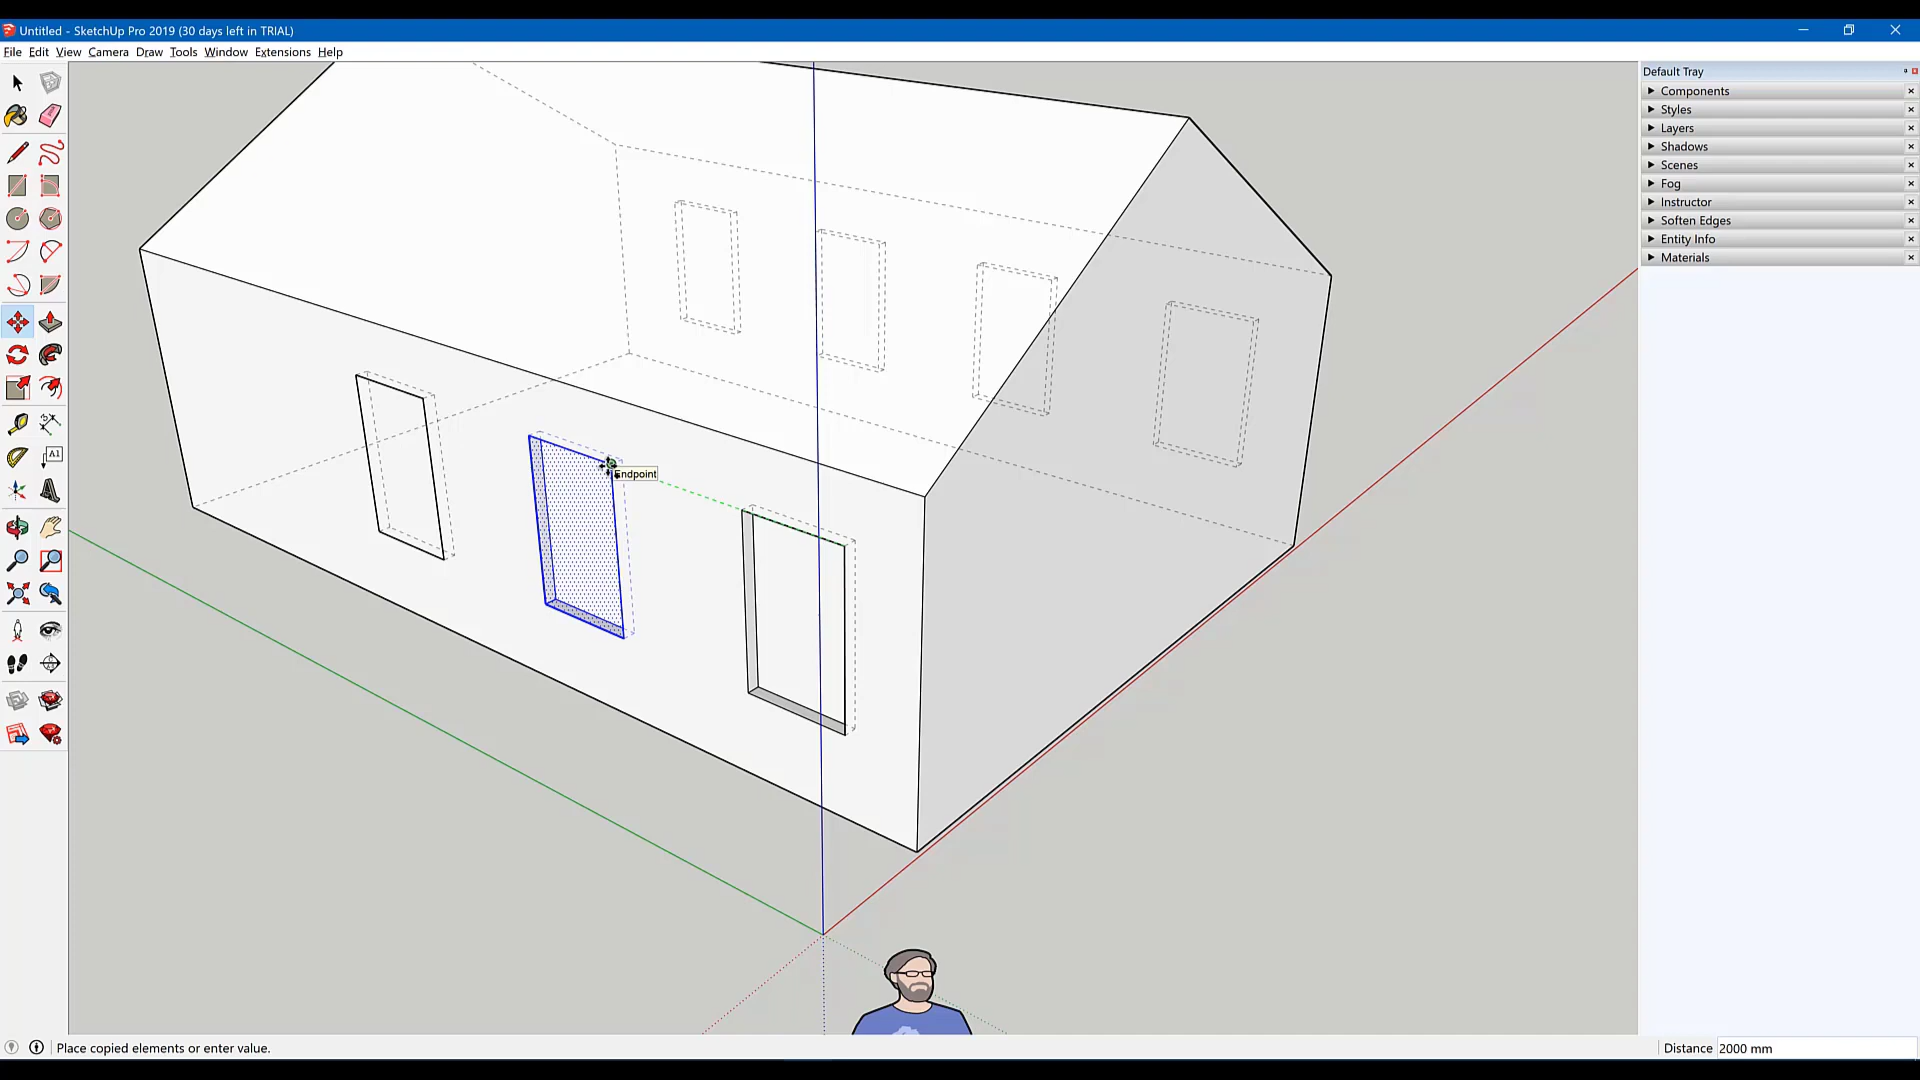 Untitled - SketchUp Pro 2019 (30 days left in TRIAL)
File Edit View Camera Draw Tools Window Extensions Help
Default Tray
Components
Styles
Layers
Shadows
Scenes
Fog
Instructor
Soften Edges
Entity Info
Materials
A1
Endpoint
Place copied elements or enter value.
Distance 2000 mm